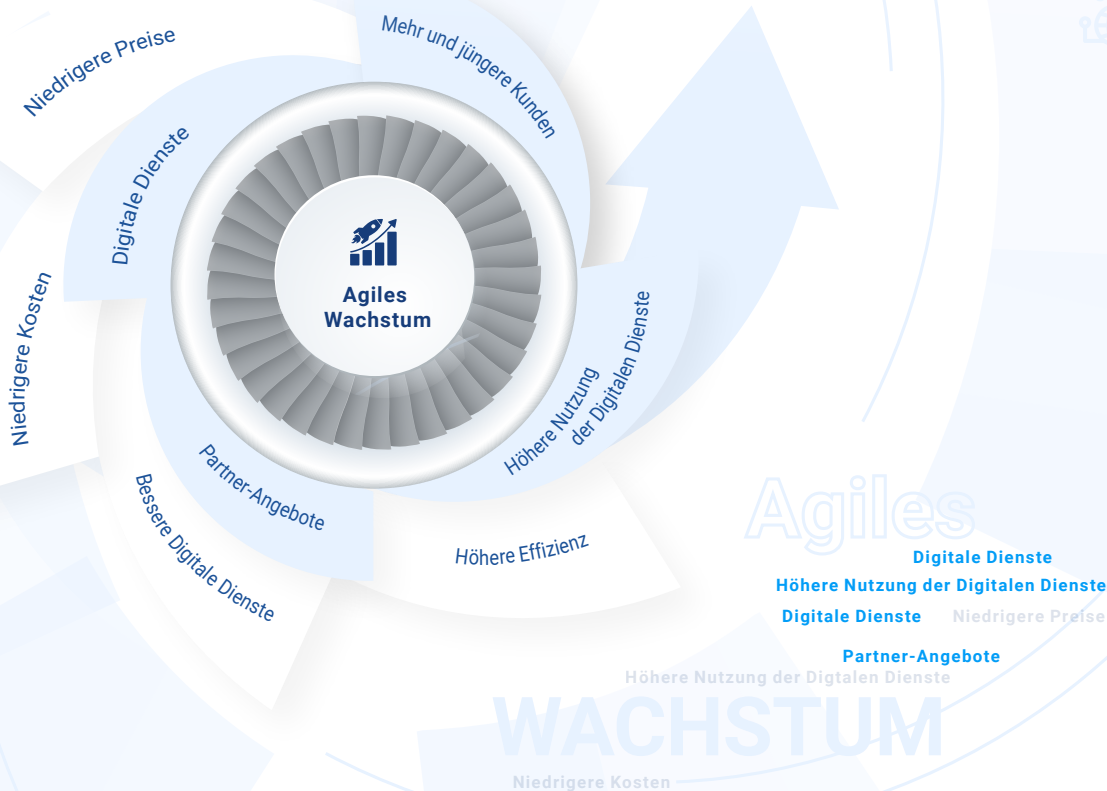 Mehr und jüngere Kunden
Niedrigere Preise
Digitale Dienste
Niedrigere Kosten
Agiles
Wachstum
Höhere Nutzung
der Digitalen Dienste
Partner-Angebote
Bessere Digitale Dienste
Höhere Effizienz
Agiles
Digitale Dienste
Höhere Nutzung der Digitalen Dienste
Digitale Dienste
Niedrigere Preise
Partner-Angebote
Höhere Nutzung der Digtalen Dienste
WACHSTUM
Niedrigere Kosten